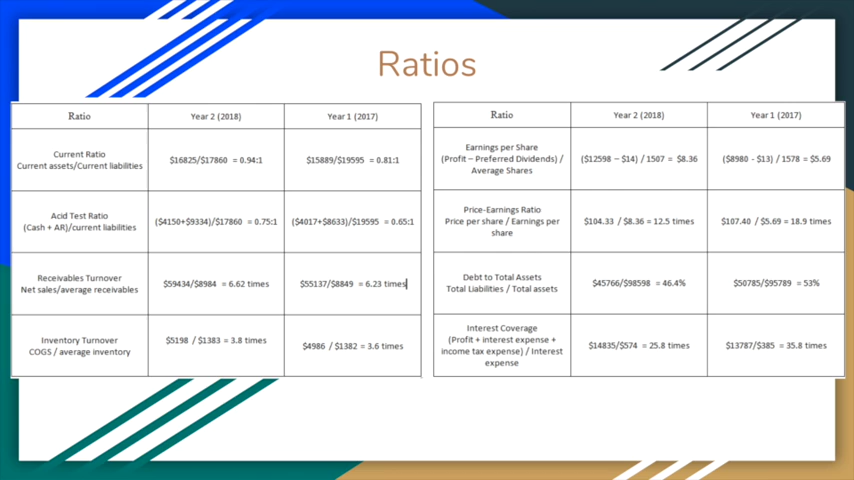 Ratios
Ratio Year 2 (2018) Year 1 (2017)
Current Ratio
Current assets/Current liabilities
$16825/$17860 = 0.94:1
$15889/$19595 = 0.81:1
Acid Test Ratio
(Cash + AR)/current liabilities
($4150+$9334)/$17860 = 0.75:1
($4017+$8633)/$19595 = 0.65:1
Receivables Turnover
Net sales/average receivables
$59434/$8984 = 6.62 times
$55137/$8849 = 6.23 times
Inventory Turnover
COGS / average inventory
$5198 / $1383 = 3.8 times
$4986 / $1382 = 3.6 times
Ratio Year 2 (2018) Year 1 (2017)
Earnings per Share
(Profit – Preferred Dividends) /
Average Shares
($12598 – $14) / 1507 = $8.36
($8980 - $13) / 1578 = $5.69
Price-Earnings Ratio
Price per share / Earnings per
share
$104.33 / $8.36 = 12.5 times
$107.40 / $5.69 = 18.9 times
Debt to Total Assets
Total Liabilities / Total assets
$45766/$98598 = 46.4%
$50785/$95789 = 53%
Interest Coverage
(Profit + interest expense +
income tax expense) / Interest
expense
$14835/$574 = 25.8 times
$13787/$385 = 35.8 times